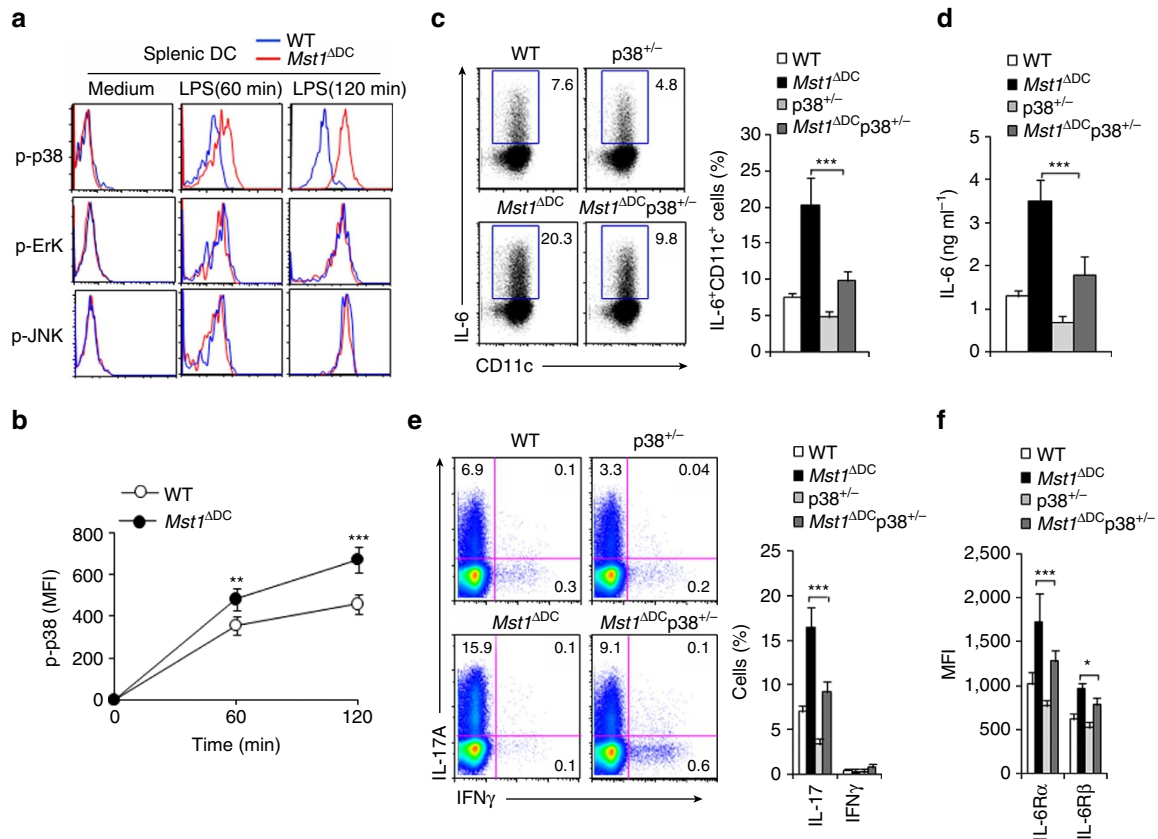 a
Splenic DC
WT
Mst1ΔDC
Medium
LPS(60 min)
LPS(120 min)
p-p38
p-ErK
p-JNK
b
WT
Mst1ΔDC
p-p38 (MFI)
800
600
400
200
0
**
***
0
60
120
Time (min)
c
WT
p38+/–
7.6
4.8
Mst1ΔDC
Mst1ΔDCp38+/–
20.3
9.8
IL-6
CD11c
WT
Mst1ΔDC
p38+/–
Mst1ΔDCp38+/–
IL-6+CD11c+ cells (%)
30
25
20
15
10
5
0
***
d
WT
Mst1ΔDC
p38+/–
Mst1ΔDCp38+/–
IL-6 (ng ml–1)
5
4
3
2
1
0
***
e
WT
p38+/–
6.9
0.1
3.3
0.04
0.3
0.2
Mst1ΔDC
Mst1ΔDCp38+/–
15.9
0.1
9.1
0.1
0.1
0.6
IL-17A
IFNγ
WT
Mst1ΔDC
p38+/–
Mst1ΔDCp38+/–
Cells (%)
25
20
15
10
5
0
***
IL-17
IFNγ
f
WT
Mst1ΔDC
p38+/–
Mst1ΔDCp38+/–
MFI
2,500
2,000
1,500
1,000
500
0
***
*
IL-6Rα
IL-6Rβ